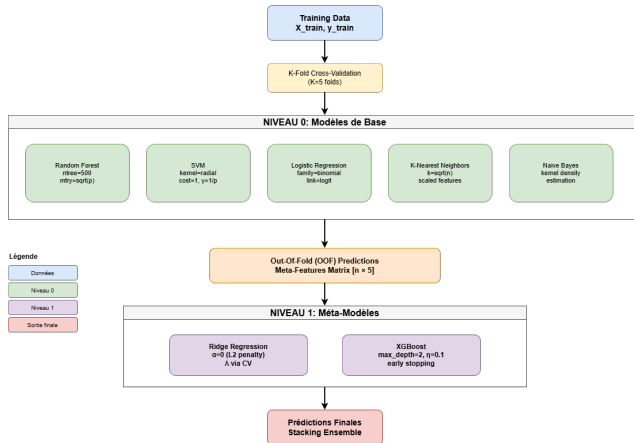 Training Data
X_train, y_train
K-Fold Cross-Validation
(K=5 folds)
NIVEAU 0: Modèles de Base
Random Forest
ntree=500
mtry=sqrt(p)
SVM
kernel=radial
cost=1, γ=1/p
Logistic Regression
family=binomial
link=logit
K-Nearest Neighbors
k=sqrt(n)
scaled features
Naive Bayes
kernel density
estimation
Out-Of-Fold (OOF) Predictions
Meta-Features Matrix [n × 5]
Légende
Données
Niveau 0
Niveau 1
Sortie finale
NIVEAU 1: Méta-Modèles
Ridge Regression
α=0 (L2 penalty)
λ via CV
XGBoost
max_depth=2, η=0.1
early stopping
Prédictions Finales
Stacking Ensemble